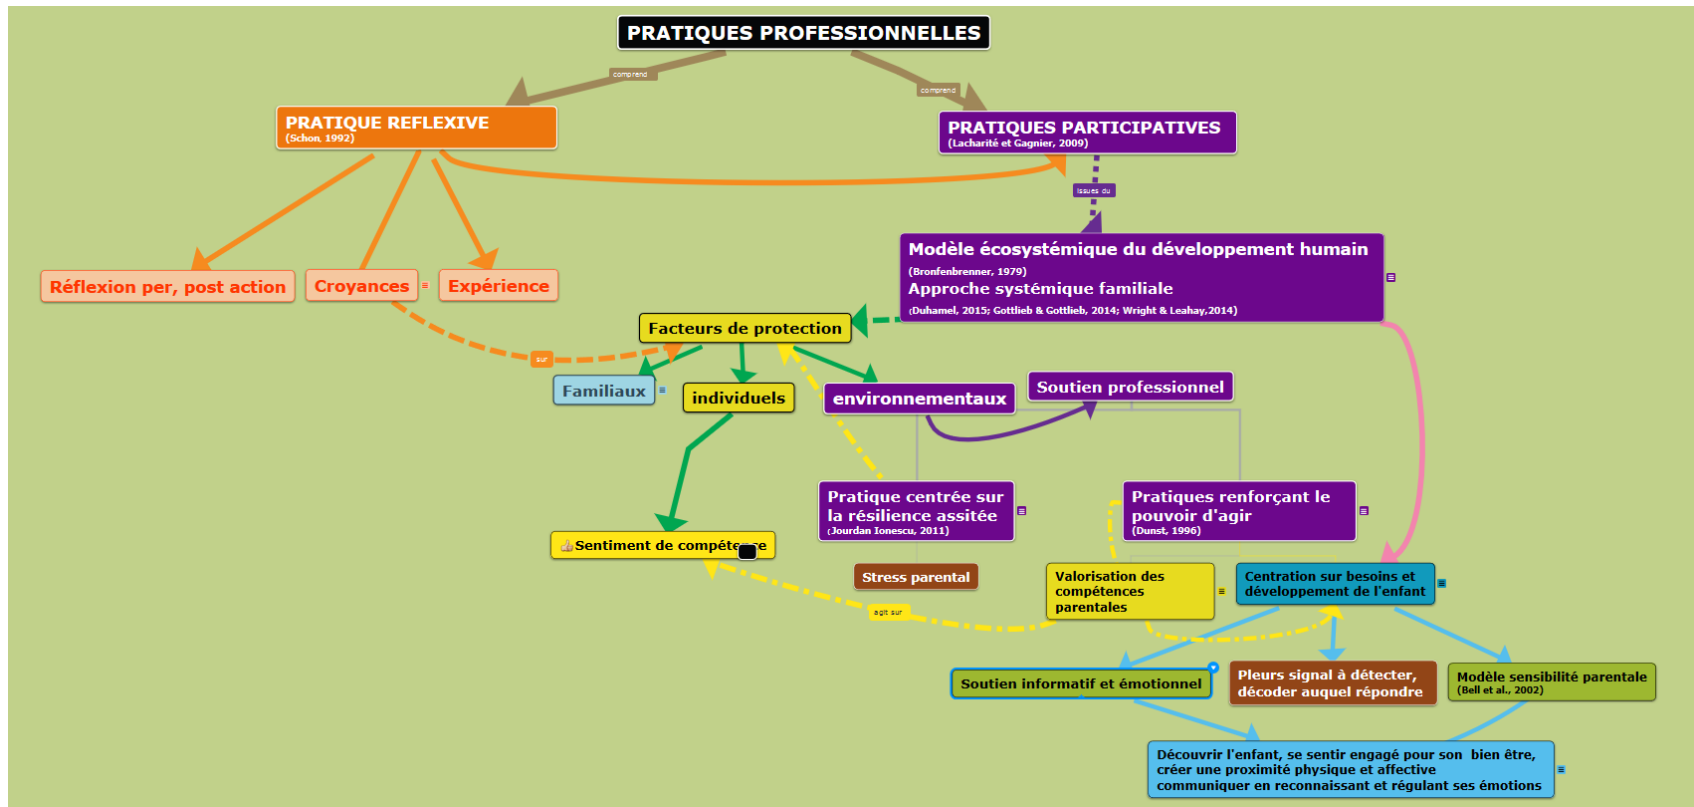 PRATIQUES PROFESSIONNELLES
comprend
comprend
PRATIQUE REFLEXIVE
(Schon, 1992)
PRATIQUES PARTICIPATIVES
(Lacharité et Gagnier, 2009)
issues du
Modèle écosystémique du développement humain
(Bronfenbrenner, 1979)
Approche systémique familiale
(Duhamel, 2015; Gottlieb & Gottlieb, 2014; Wright & Leahay,2014)
Réflexion per, post action
Croyances
Expérience
Facteurs de protection
sur
Familiaux
individuels
environnementaux
Soutien professionnel
Pratique centrée sur
la résilience assitée
(Jourdan Ionescu, 2011)
Pratiques renforçant le
pouvoir d'agir
(Dunst, 1996)
Sentiment de compétence
Stress parental
Valorisation des
compétences
parentales
Centration sur besoins et
développement de l'enfant
agit sur
Soutien informatif et émotionnel
Pleurs signal à détecter,
décoder auquel répondre
Modèle sensibilité parentale
(Bell et al., 2002)
Découvrir l'enfant, se sentir engagé pour son bien être,
créer une proximité physique et affective
communiquer en reconnaissant et régulant ses émotions